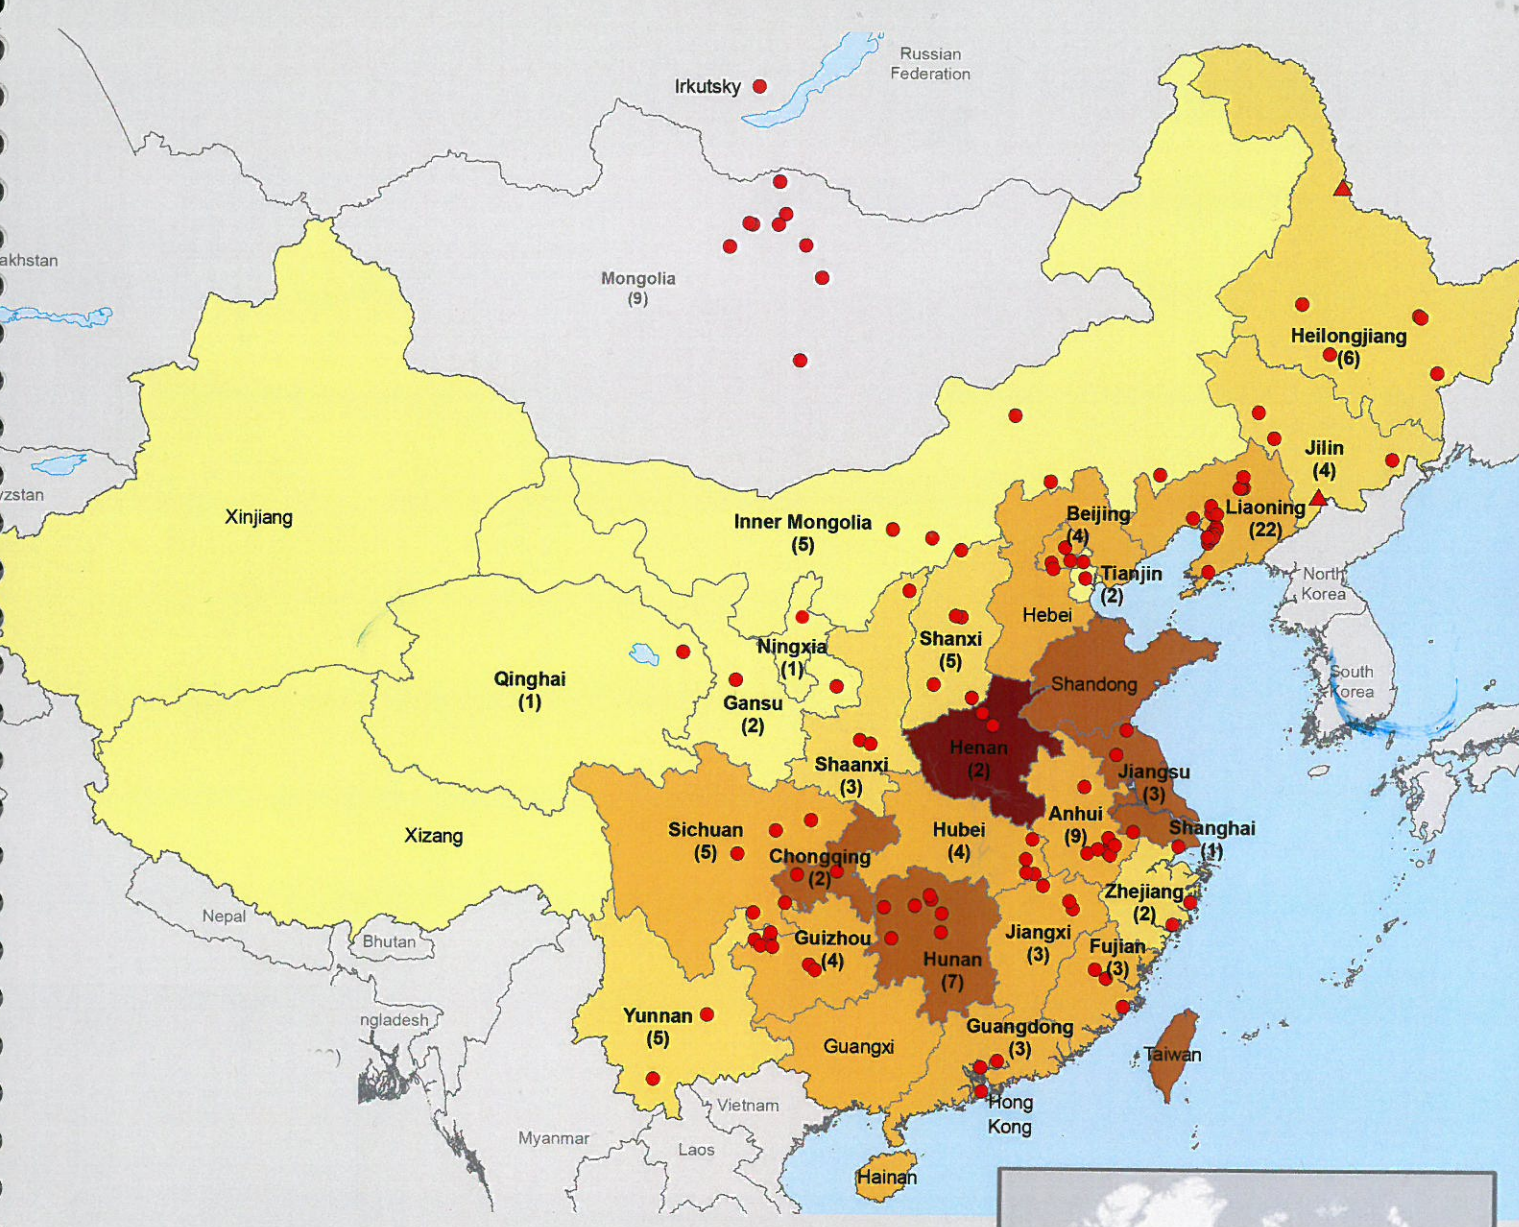 Russian
Federation
Irkutsky
akhstan
Mongolia
(9)
Heilongjiang
(6)
Jilin
(4)
yzstan
Xinjiang
Inner Mongolia
(5)
Beijing
(4)
Liaoning
(22)
Tianjin
(2)
North
Korea
Hebei
Shanxi
(5)
Ningxia
(1)
Qinghai
(1)
Gansu
(2)
Shandong
South
Korea
Henan
(2)
Shaanxi
(3)
Jiangsu
(3)
Anhui
(9)
Xizang
Sichuan
(5)
Hubei
(4)
Shanghai
(1)
Chongqing
(2)
Zhejiang
(2)
Nepal
Bhutan
Guizhou
(4)
Jiangxi
(3)
Fujian
(3)
Hunan
(7)
ngladesh
Yunnan
(5)
Guangdong
(3)
Guangxi
Taiwan
Hong
Kong
Vietnam
Myanmar
Laos
Hainan